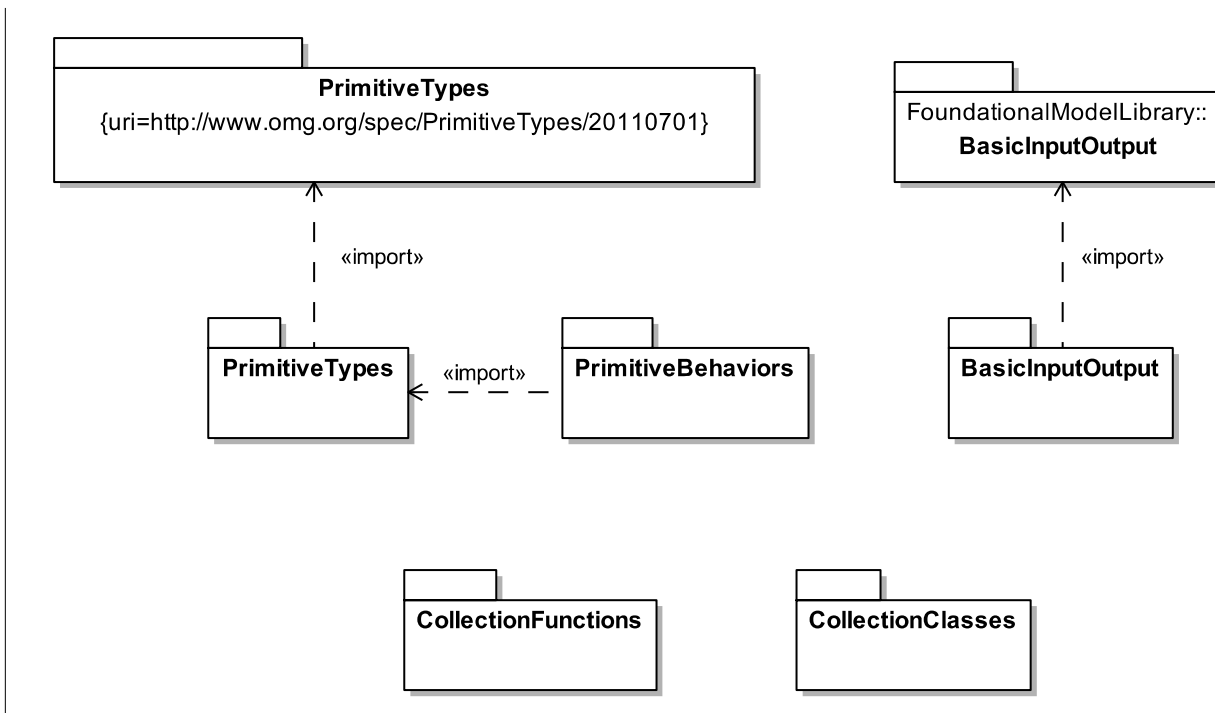 PrimitiveTypes
{uri=http://www.omg.org/spec/PrimitiveTypes/20110701}
FoundationalModelLibrary::
BasicInputOutput
«import»
«import»
PrimitiveTypes
«import»
PrimitiveBehaviors
BasicInputOutput
CollectionFunctions
CollectionClasses